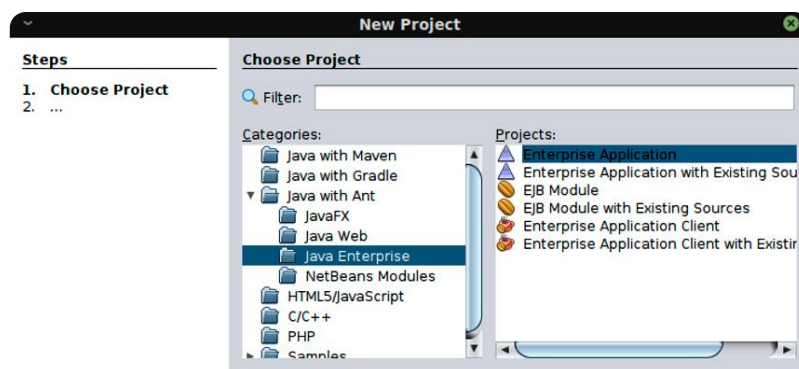 New Project
Steps
1. Choose Project
2. ...
Choose Project
Filter:
Categories:
Java with Maven
Java with Gradle
Java with Ant
JavaFX
Java Web
Java Enterprise
NetBeans Modules
HTML5/JavaScript
C/C++
PHP
Samples
Projects:
Enterprise Application
Enterprise Application with Existing Sou
EJB Module
EJB Module with Existing Sources
Enterprise Application Client
Enterprise Application Client with Existin